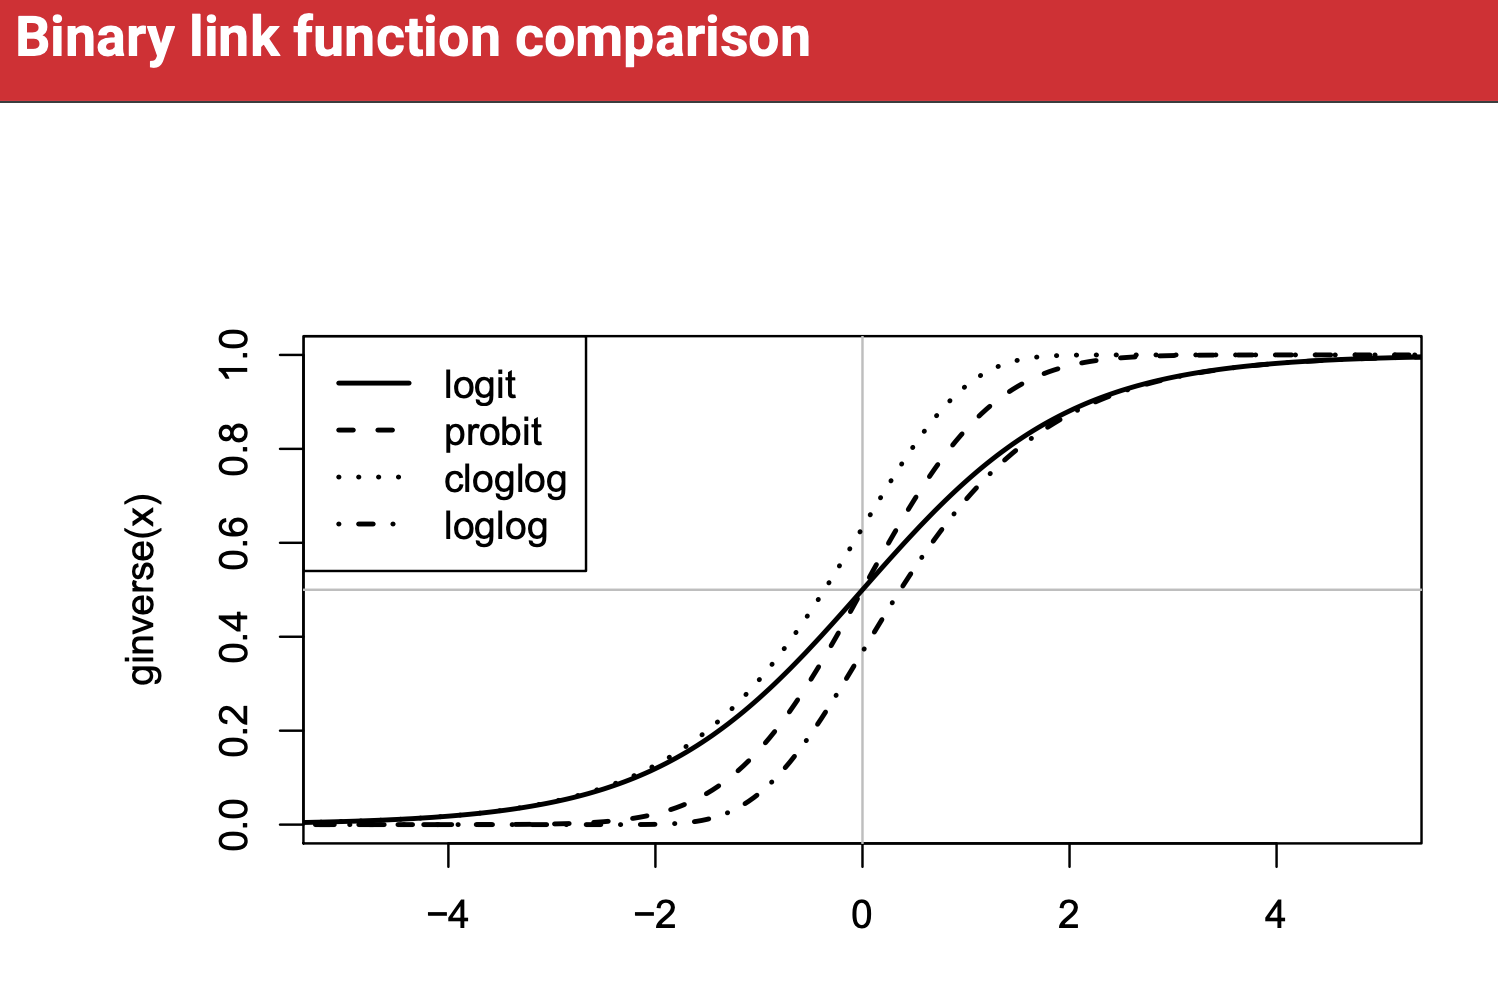 Binary link function comparison
logit
probit
cloglog
loglog
ginverse(x)
1.0
0.8
0.6
0.4
0.2
0.0
−4 −2 0 2 4